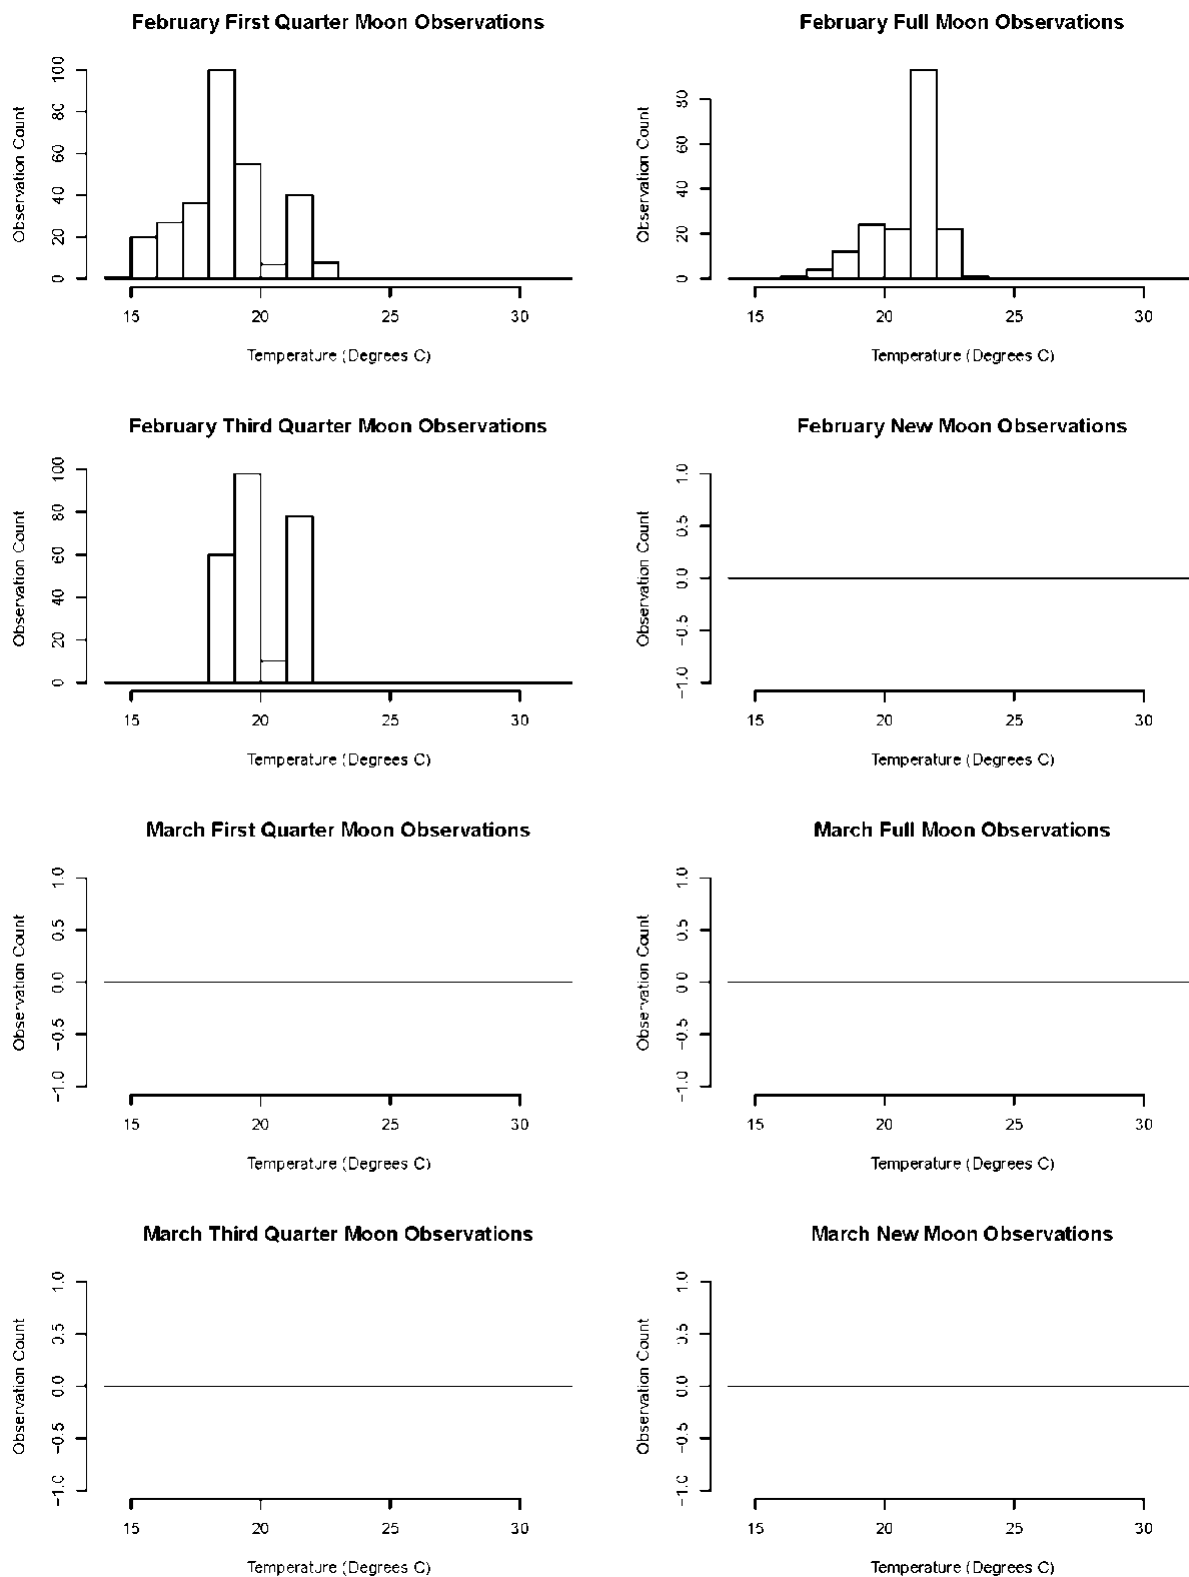 February First Quarter Moon Observations
Observation Count
0 20 40 60 80 100
15 20 25 30
Temperature (Degrees C)
February Full Moon Observations
Observation Count
0 20 40 60 80
15 20 25 30
Temperature (Degrees C)
February Third Quarter Moon Observations
Observation Count
0 20 40 60 80 100
15 20 25 30
Temperature (Degrees C)
February New Moon Observations
Observation Count
−1.0 −0.5 0.0 0.5 1.0
15 20 25 30
Temperature (Degrees C)
March First Quarter Moon Observations
Observation Count
−1.0 −0.5 0.0 0.5 1.0
15 20 25 30
Temperature (Degrees C)
March Full Moon Observations
Observation Count
−1.0 −0.5 0.0 0.5 1.0
15 20 25 30
Temperature (Degrees C)
March Third Quarter Moon Observations
Observation Count
−1.0 −0.5 0.0 0.5 1.0
15 20 25 30
Temperature (Degrees C)
March New Moon Observations
Observation Count
−1.0 −0.5 0.0 0.5 1.0
15 20 25 30
Temperature (Degrees C)